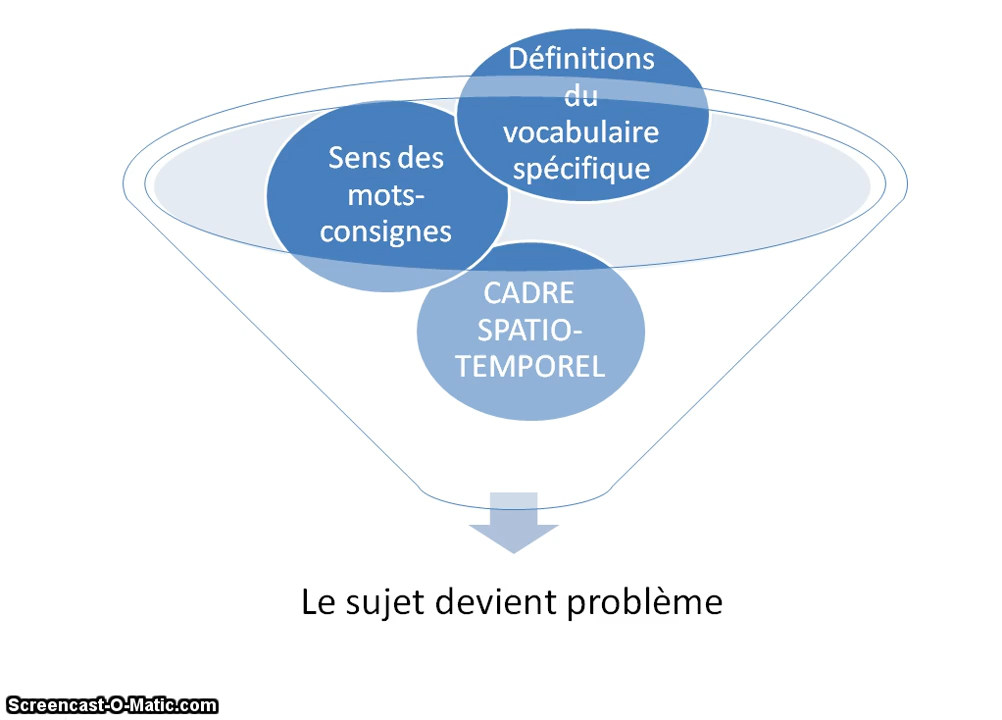 Définitions
du
vocabulaire
spécifique
Sens des
mots-
consignes
CADRE
SPATIO-
TEMPOREL
Le sujet devient problème
Screencast-O-Matic.com